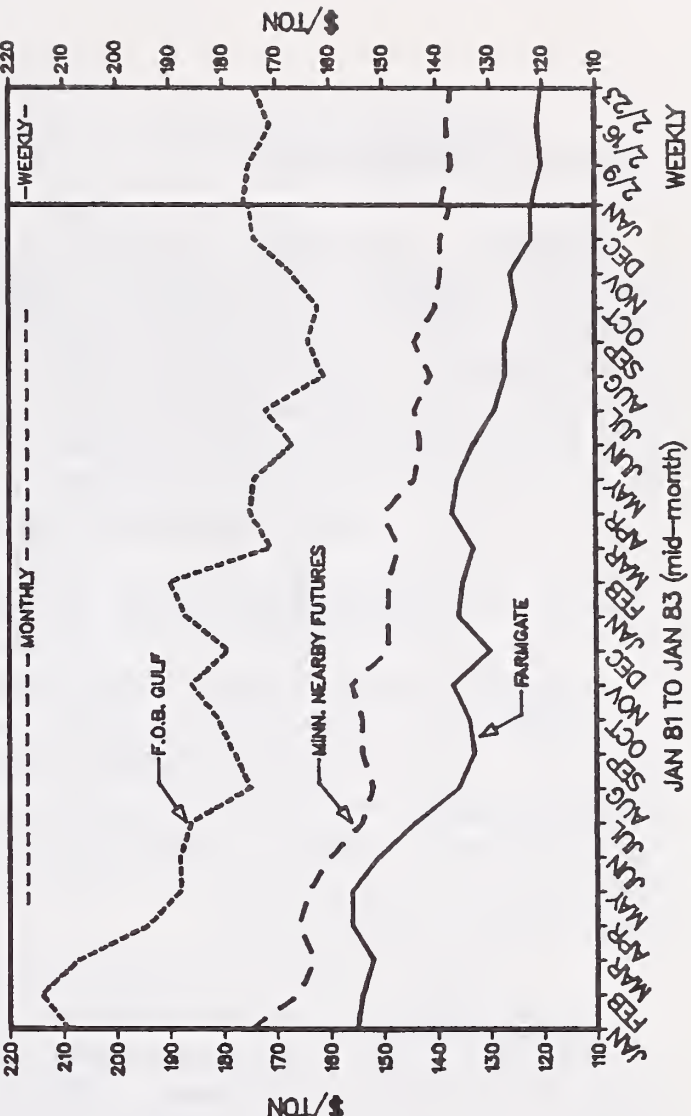 $/TON
220
210
200
190
180
170
160
150
140
130
120
110
MONTHLY
-WEEKLY-
F.O.B. GULF
MINN. NEARBY FUTURES
FARMGATE
220
210
200
190
180
170
160
150
140
130
120
110
$/TON
JAN FEB MAR APR MAY JUN JUL AUG SEP OCT NOV DEC JAN FEB MAR APR MAY JUN JUL AUG SEP OCT NOV DEC JAN 2/9 2/16 2/23
JAN 81 TO JAN 83 (mid-month)
WEEKLY